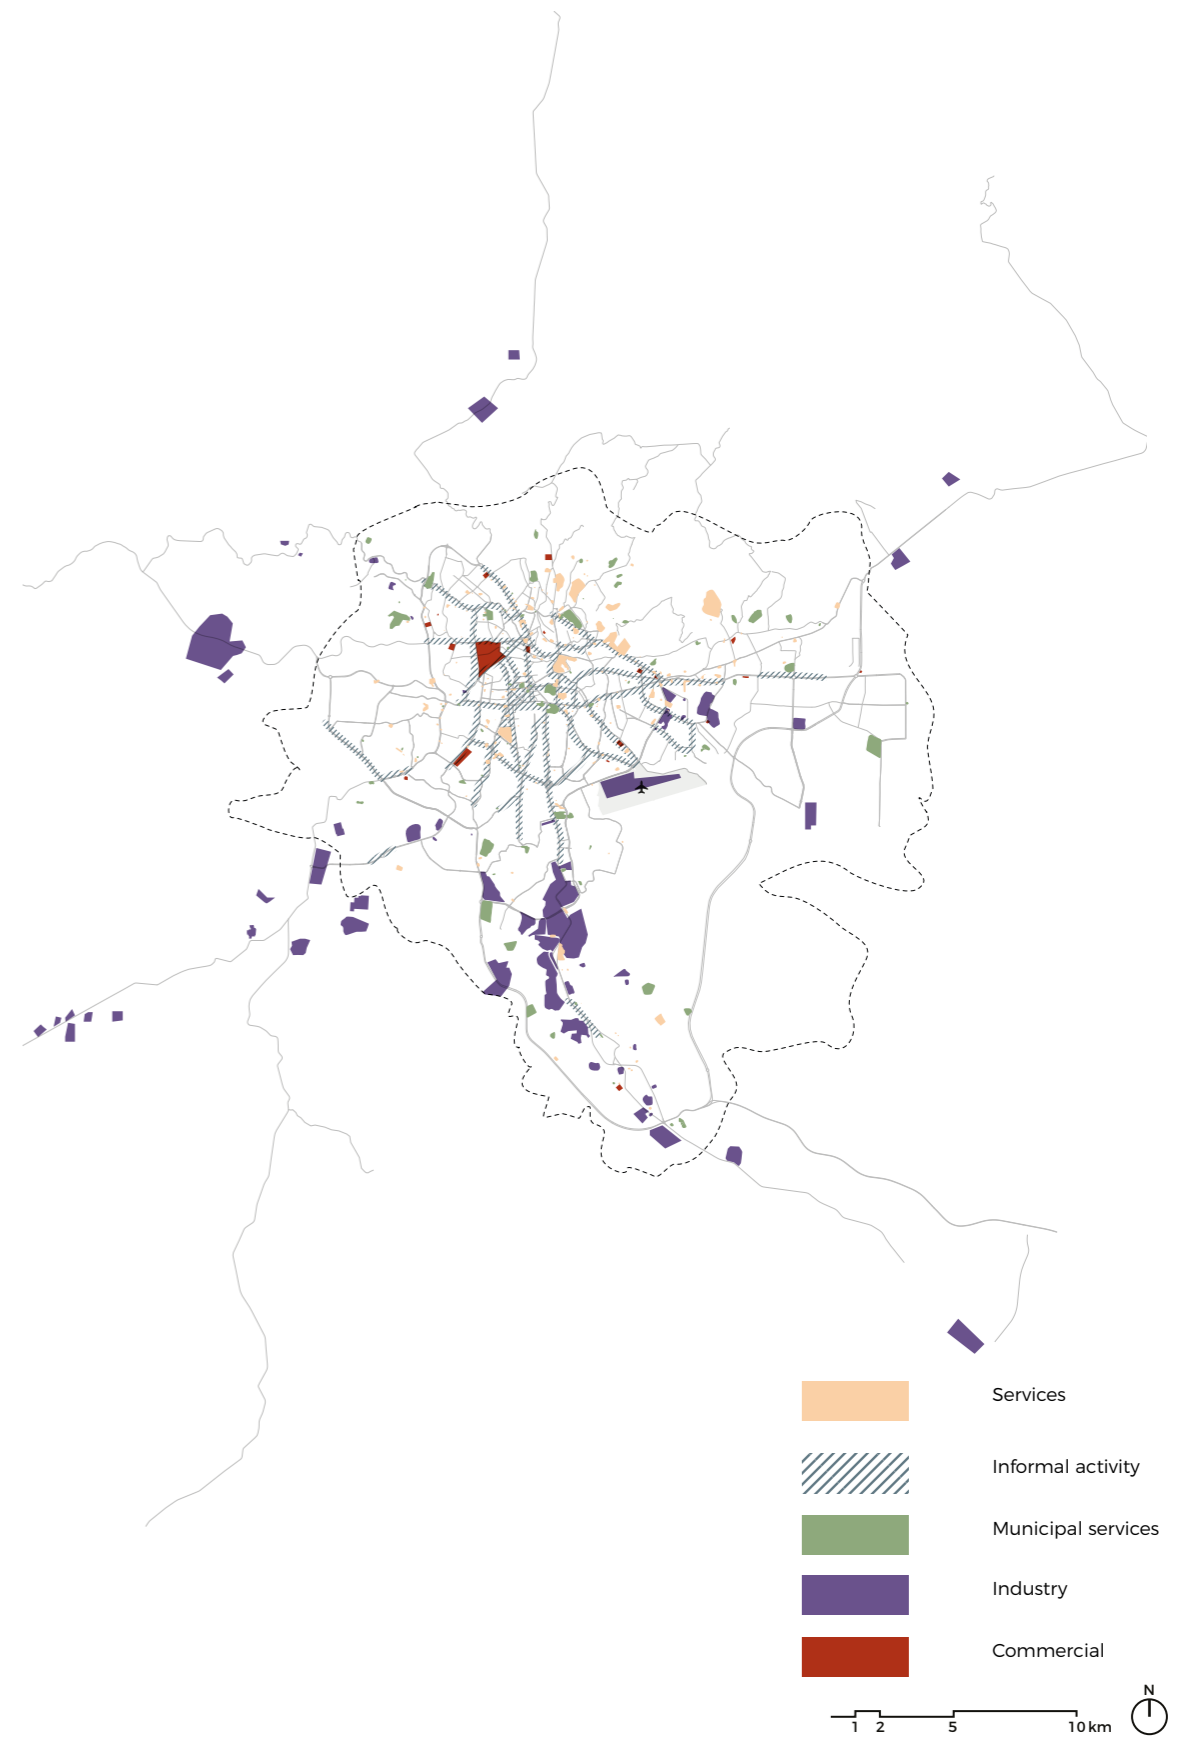 Services
Informal activity
Municipal services
Industry
Commercial
N
1 2 5 10 km